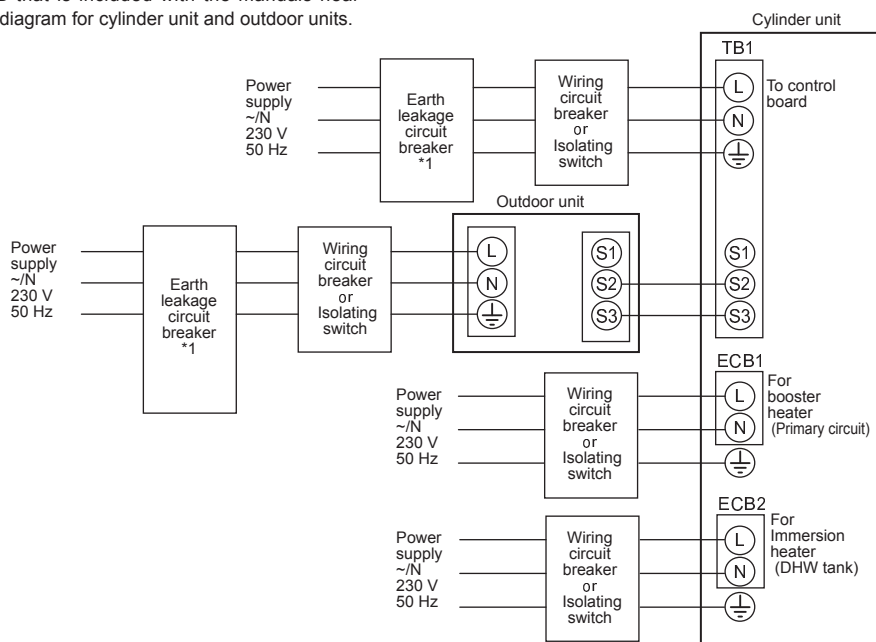 diagram for cylinder unit and outdoor units.
Cylinder unit
TB1
Power
supply
~/N
230 V
50 Hz
Earth
leakage
circuit
breaker
*1
Wiring
circuit
breaker
or
Isolating
switch
L
N
To control
board
Outdoor unit
Power
supply
~/N
230 V
50 Hz
Earth
leakage
circuit
breaker
*1
Wiring
circuit
breaker
or
Isolating
switch
L
N
S1
S2
S3
S1
S2
S3
ECB1
Power
supply
~/N
230 V
50 Hz
Wiring
circuit
breaker
or
Isolating
switch
L
N
For
booster
heater
(Primary circuit)
ECB2
Power
supply
~/N
230 V
50 Hz
Wiring
circuit
breaker
or
Isolating
switch
L
N
For
Immersion
heater
(DHW tank)